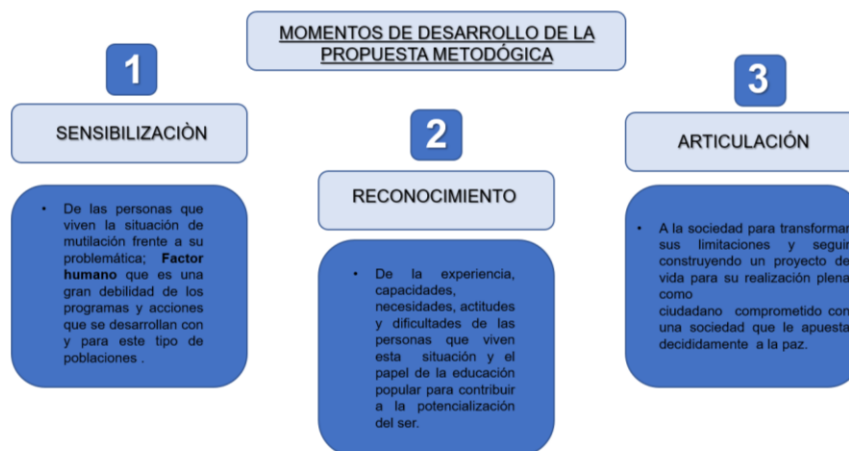 MOMENTOS DE DESARROLLO DE LA
PROPUESTA METODÓGICA
1
SENSIBILIZACIÒN
• De las personas que
viven la situación de
mutilación frente a su
problemática; Factor
humano que es una
gran debilidad de los
programas y acciones
que se desarrollan con
y para este tipo de
poblaciones .
2
RECONOCIMIENTO
• De la experiencia,
capacidades,
necesidades, actitudes
y dificultades de las
personas que viven
esta situación y el
papel de la educación
popular para contribuir
a la potencialización
del ser.
3
ARTICULACIÓN
• A la sociedad para transformar
sus limitaciones y seguir
construyendo un proyecto de
vida para su realización plena
como
ciudadano comprometido con
una sociedad que le apuesta
decididamente a la paz.